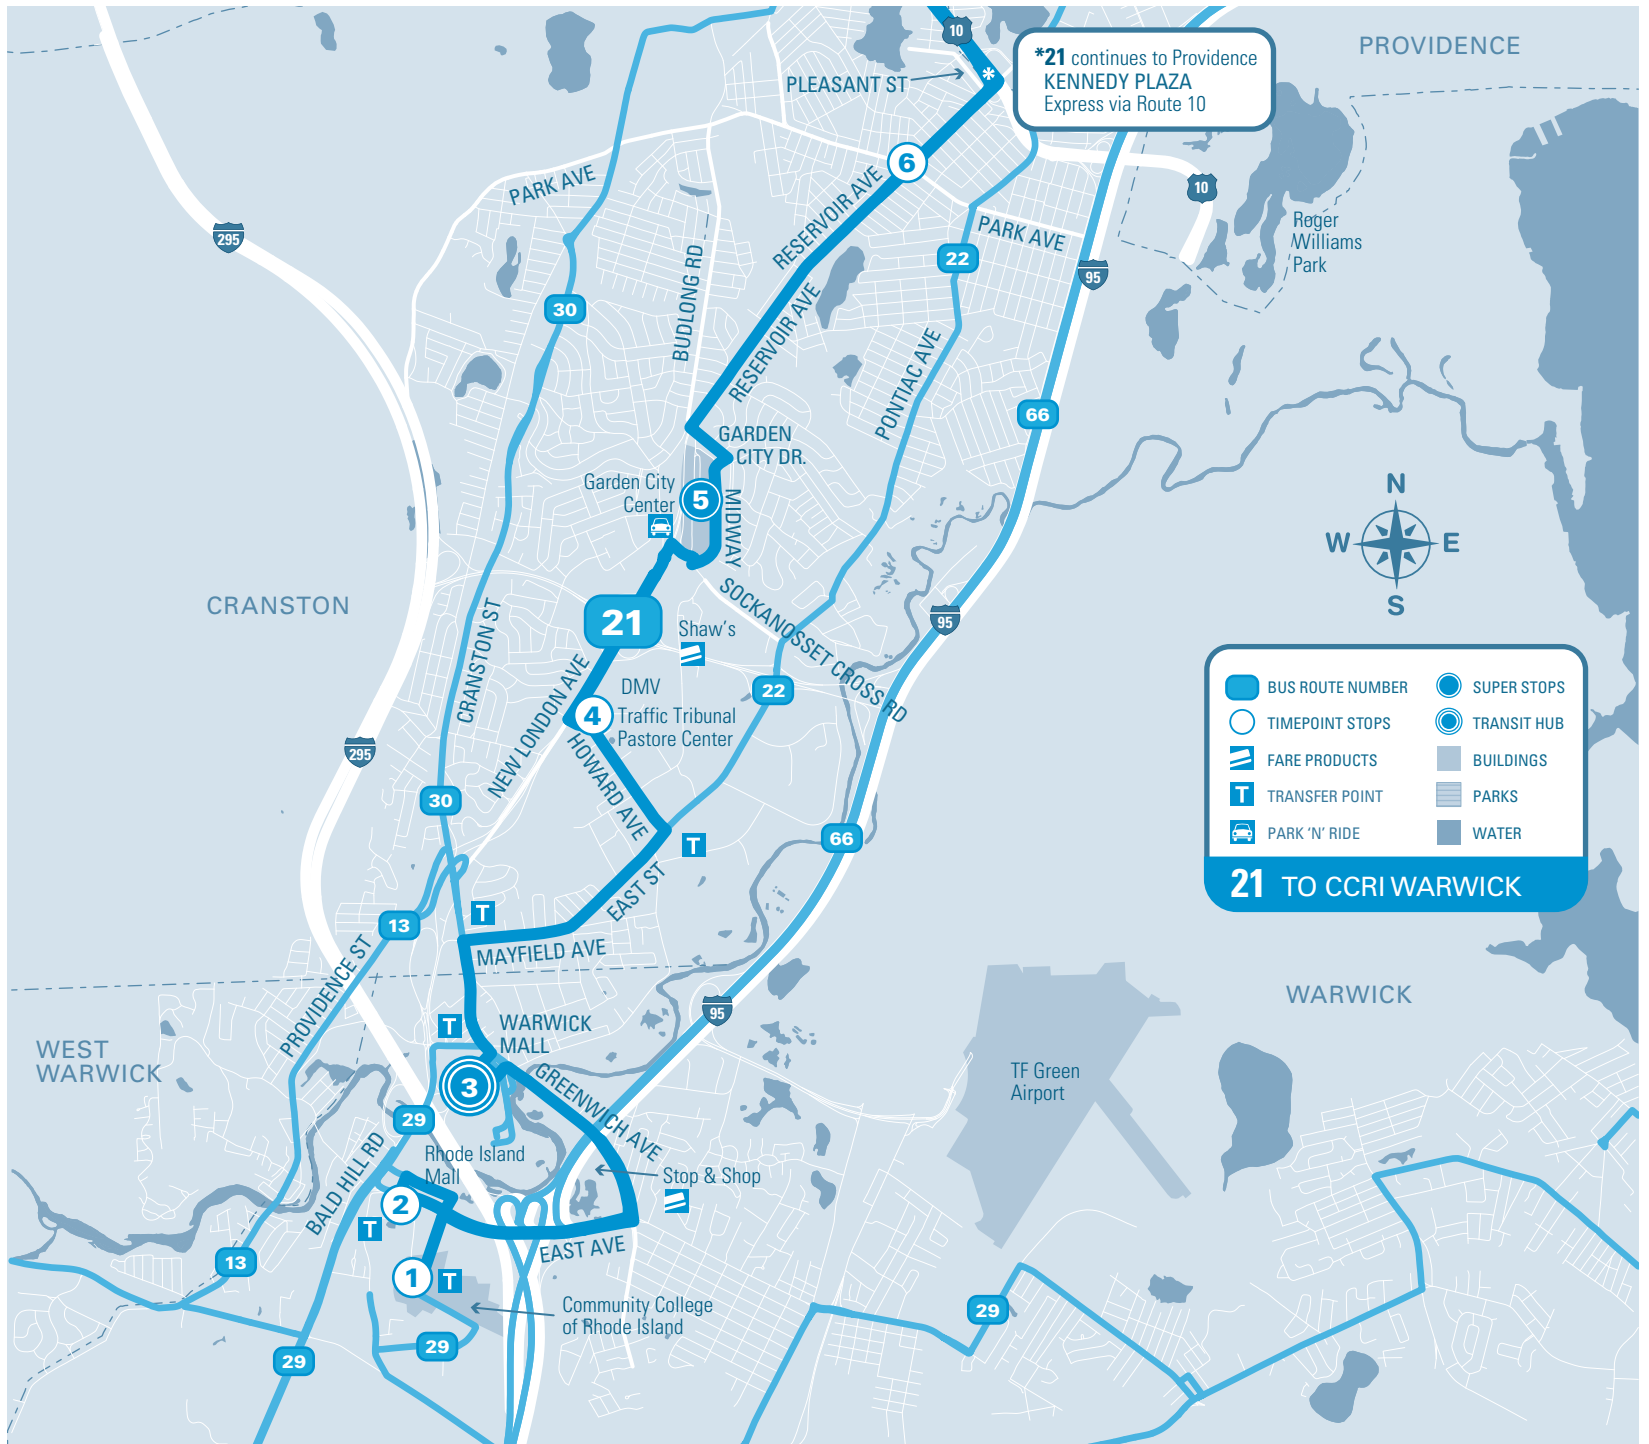 10
*21 continues to Providence
KENNEDY PLAZA
Express via Route 10
PROVIDENCE
PLEASANT ST
*
6
PARK AVE
RESERVOIR AVE
10
Roger
Williams
Park
PARK AVE
295
22
95
30
BUDLONG RD
RESERVOIR AVE
PONTIAC AVE
66
GARDEN
CITY DR.
Garden City
Center
5
MIDWAY
N
W
E
S
CRANSTON
CRANSTON ST
21
Shaw's
SOCKANOSSET CROSS RD
95
NEW LONDON AVE
DMV
22
4
Traffic Tribunal
Pastore Center
295
HOWARD AVE
30
T
66
BUS ROUTE NUMBER
SUPER STOPS
TIMEPOINT STOPS
TRANSIT HUB
FARE PRODUCTS
BUILDINGS
T
TRANSFER POINT
PARKS
PARK 'N' RIDE
WATER
21 TO CCRI WARWICK
EAST ST
T
13
MAYFIELD AVE
PROVIDENCE ST
WARWICK
95
T
WARWICK
MALL
WEST
WARWICK
3
GREENWICH AVE
TF Green
Airport
29
BALD HILL RD
Rhode Island
Mall
Stop & Shop
2
T
EAST AVE
13
1
T
Community College
of Rhode Island
29
29
29